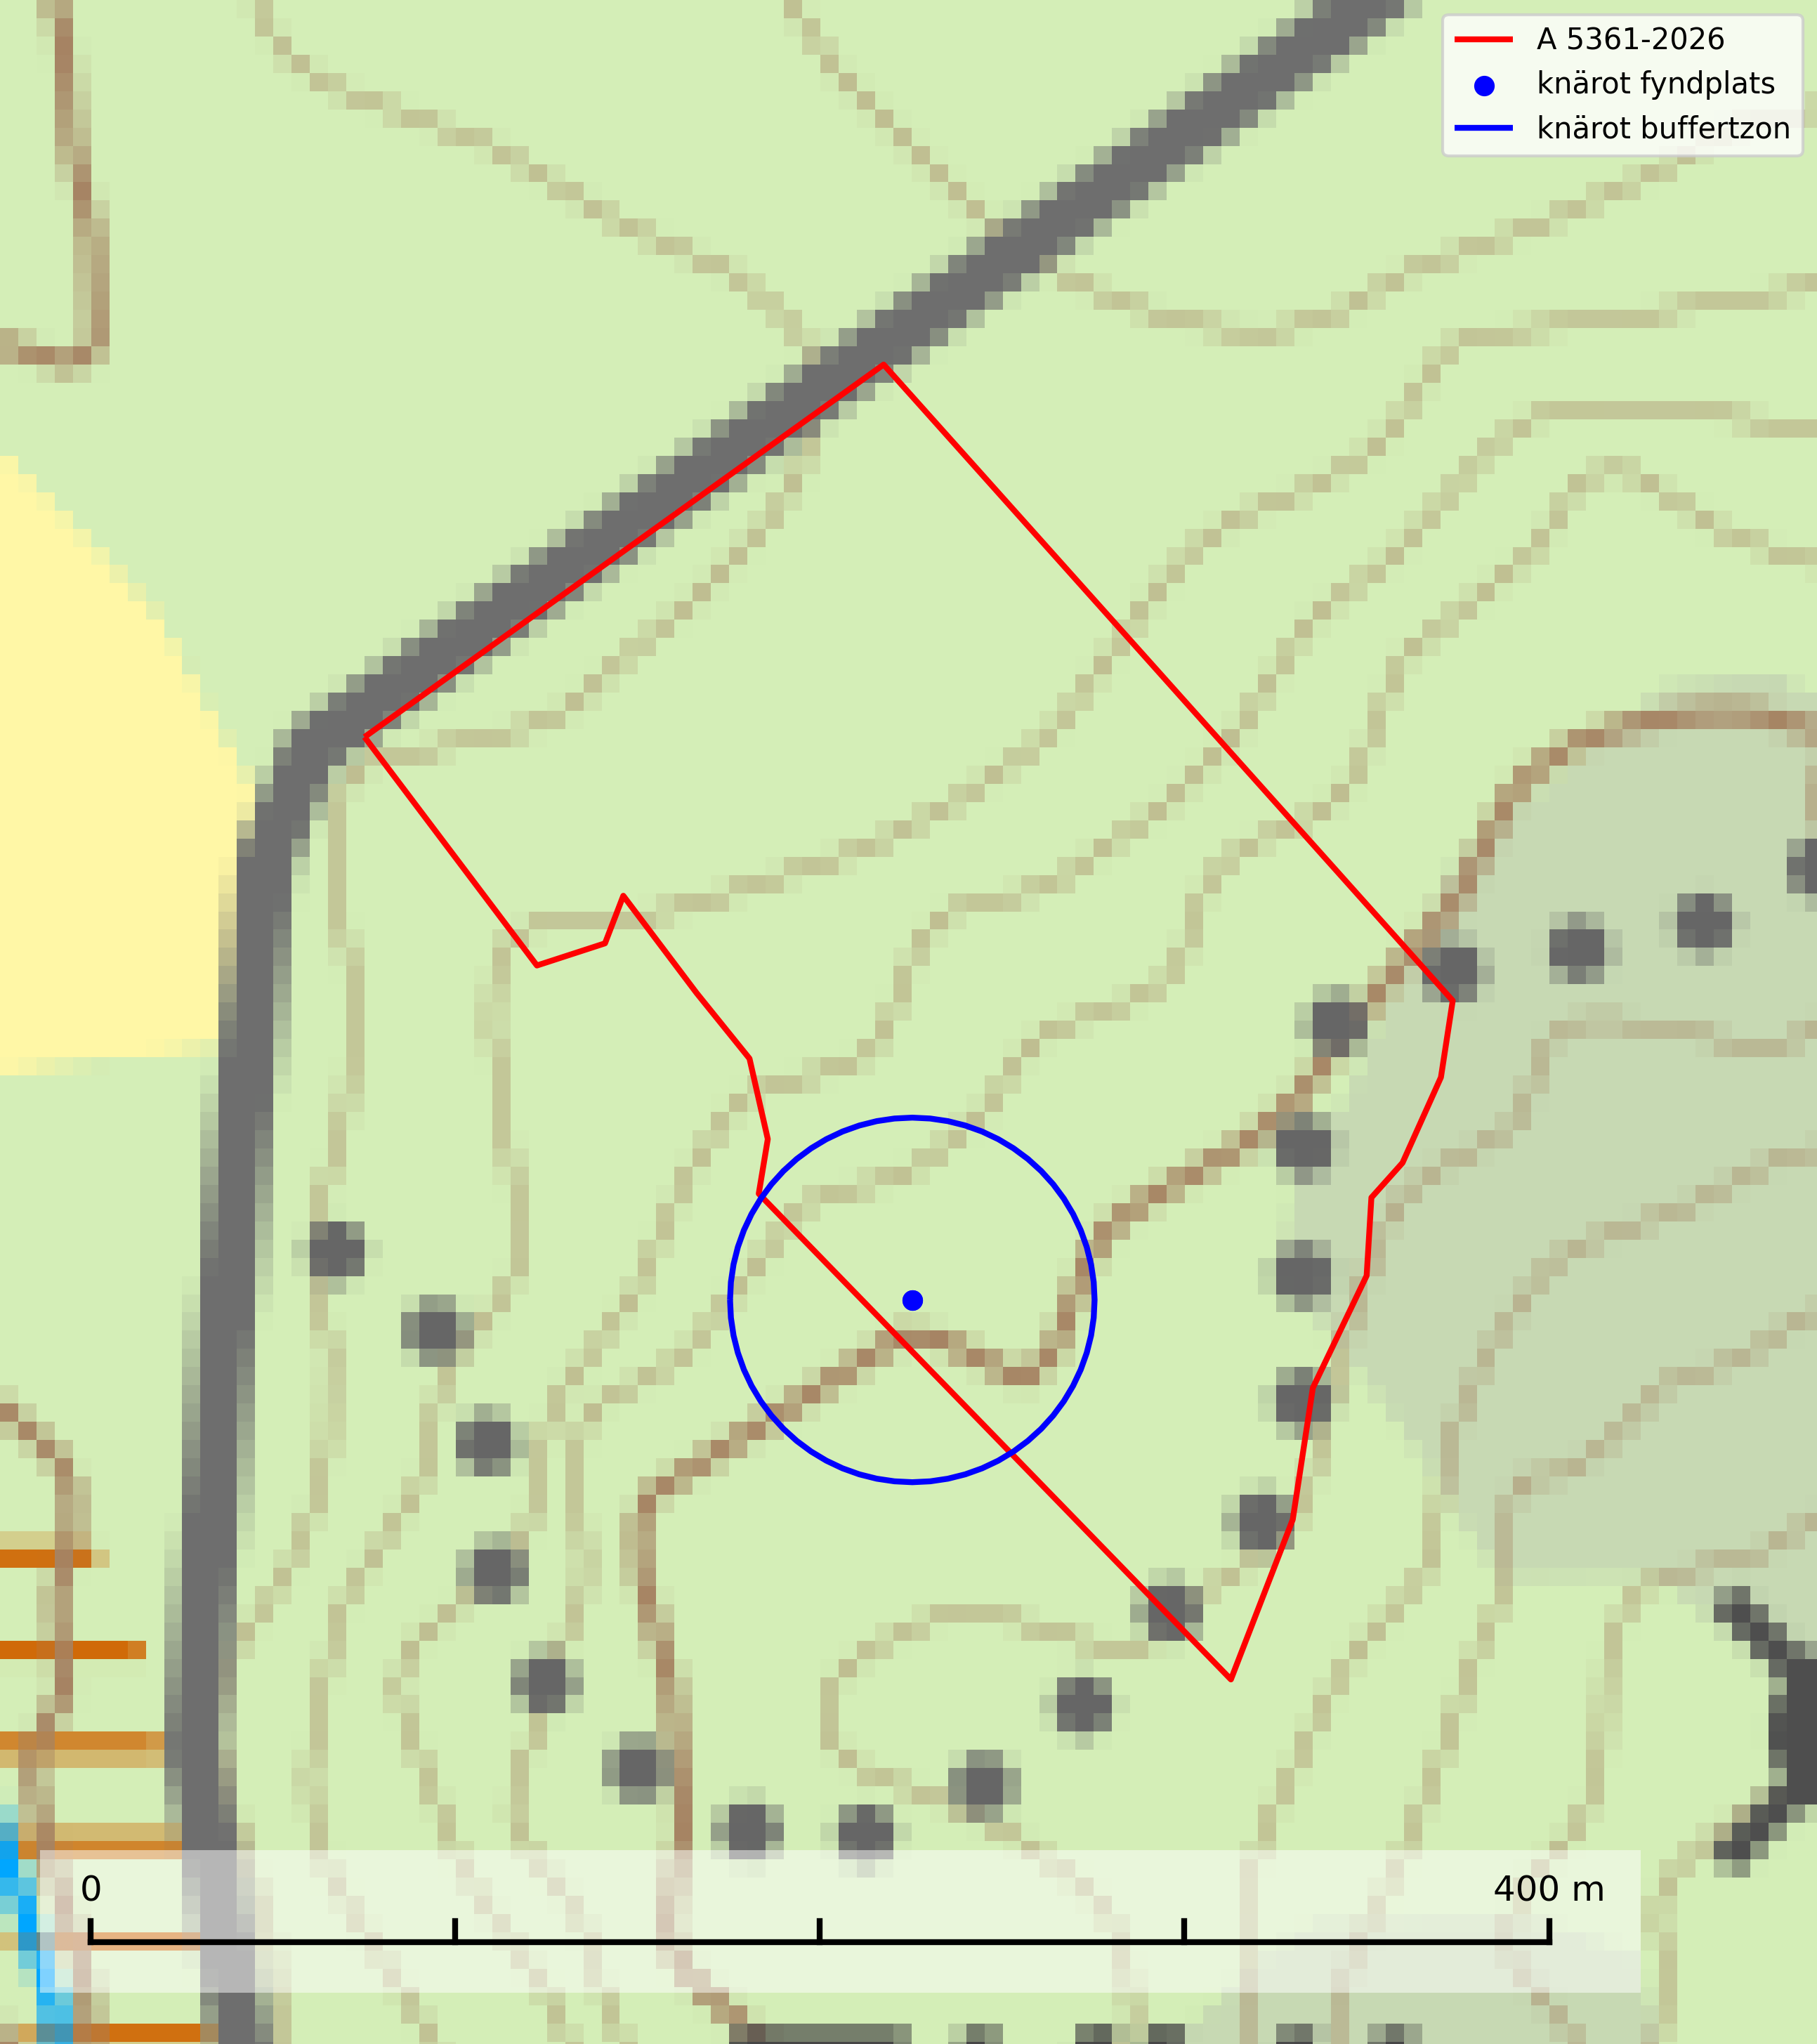 A 5361-2026
knärot fyndplats
knärot buffertzon
0
400 m